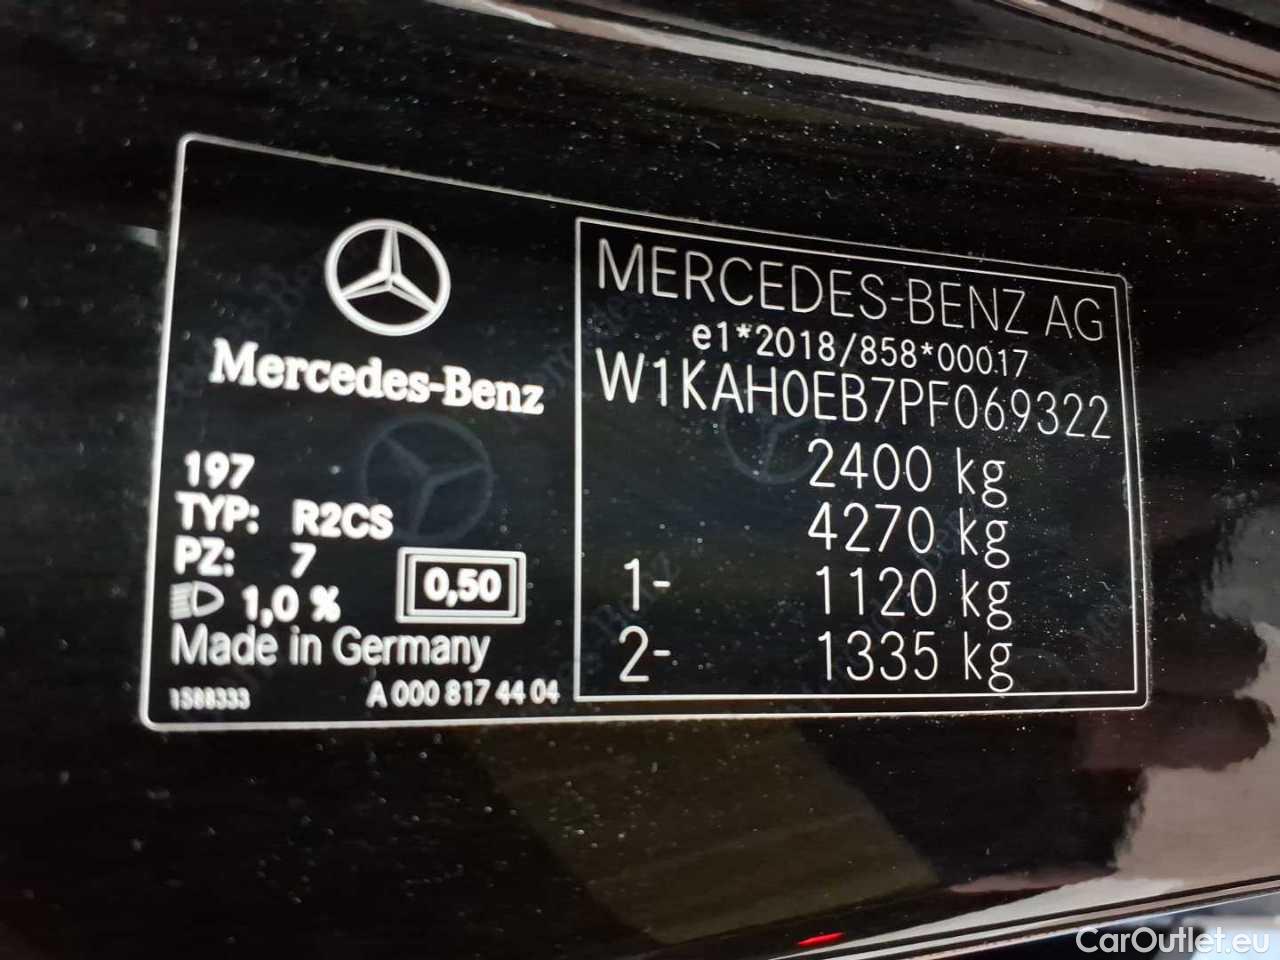 Mercedes-Benz
197
TYP: R2CS
PZ: 7
1,0 %
0,50
Made in Germany
1588333
A 000 817 44 04
MERCEDES-BENZ AG
e1*2018/858*00017
W1KAH0EB7PF069322
2400 kg
4270 kg
1- 1120 kg
2- 1335 kg
CarOutlet.eu